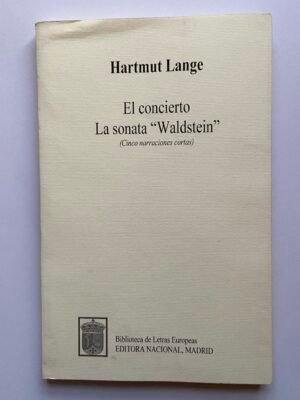 Hartmut Lange
El concierto
La sonata "Waldstein"
(Cinco narraciones cortas)
Biblioteca de Letras Europeas
EDITORA NACIONAL, MADRID